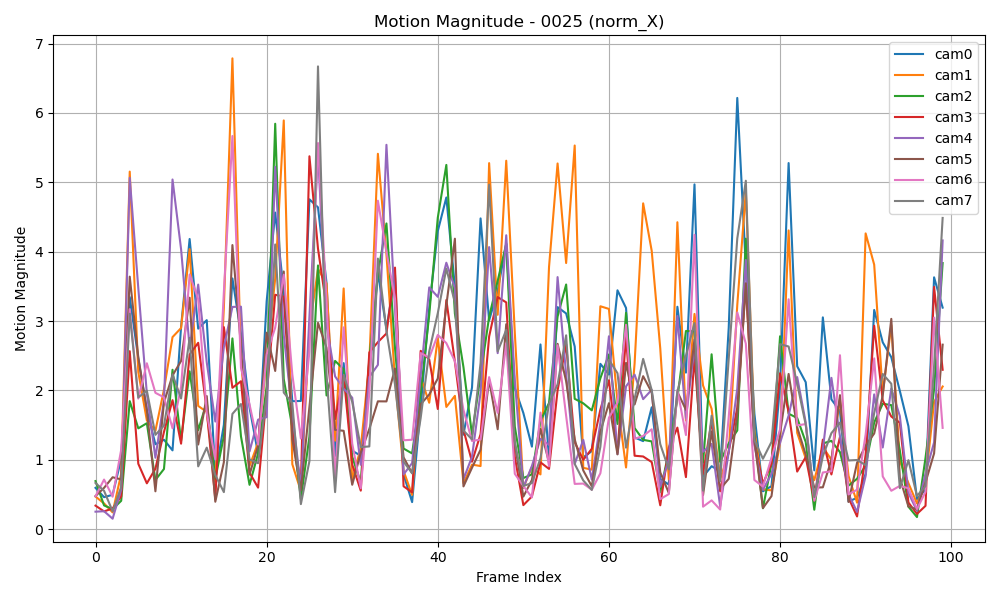 Motion Magnitude - 0025 (norm_X)
7
6
5
4
3
2
1
0
Motion Magnitude
0
20
40
60
80
100
Frame Index
cam0
cam1
cam2
cam3
cam4
cam5
cam6
cam7